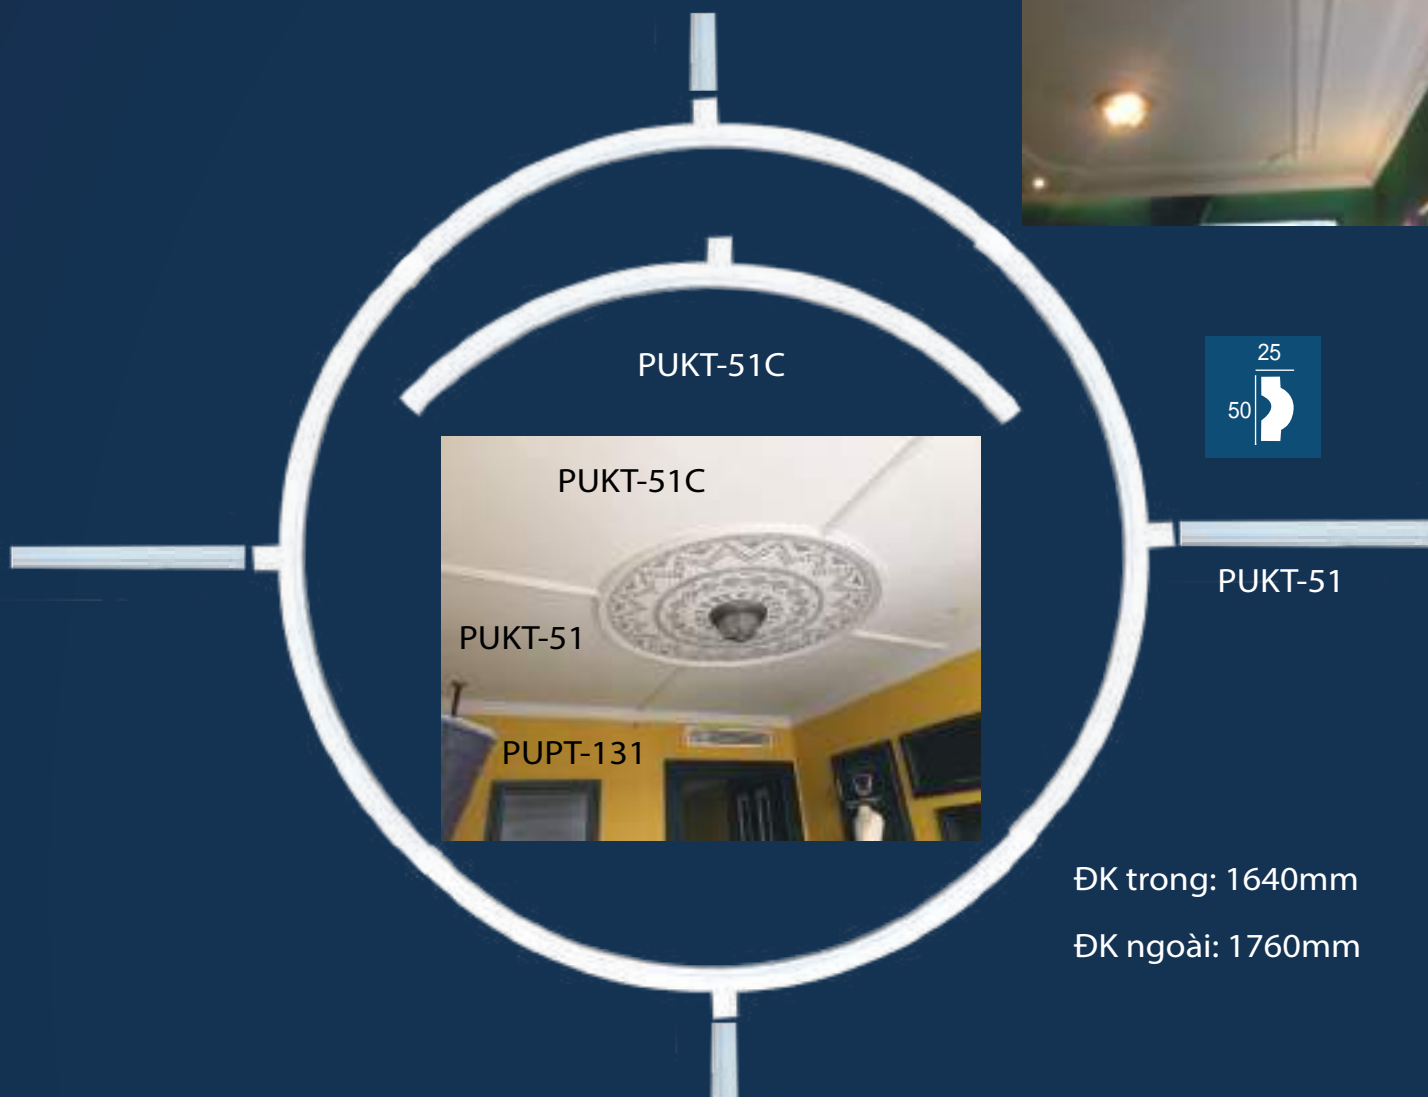 25
50
PUKT-51C
PUKT-51C
PUKT-51
PUKT-51
PUPT-131
ĐK trong: 1640mm
ĐK ngoài: 1760mm